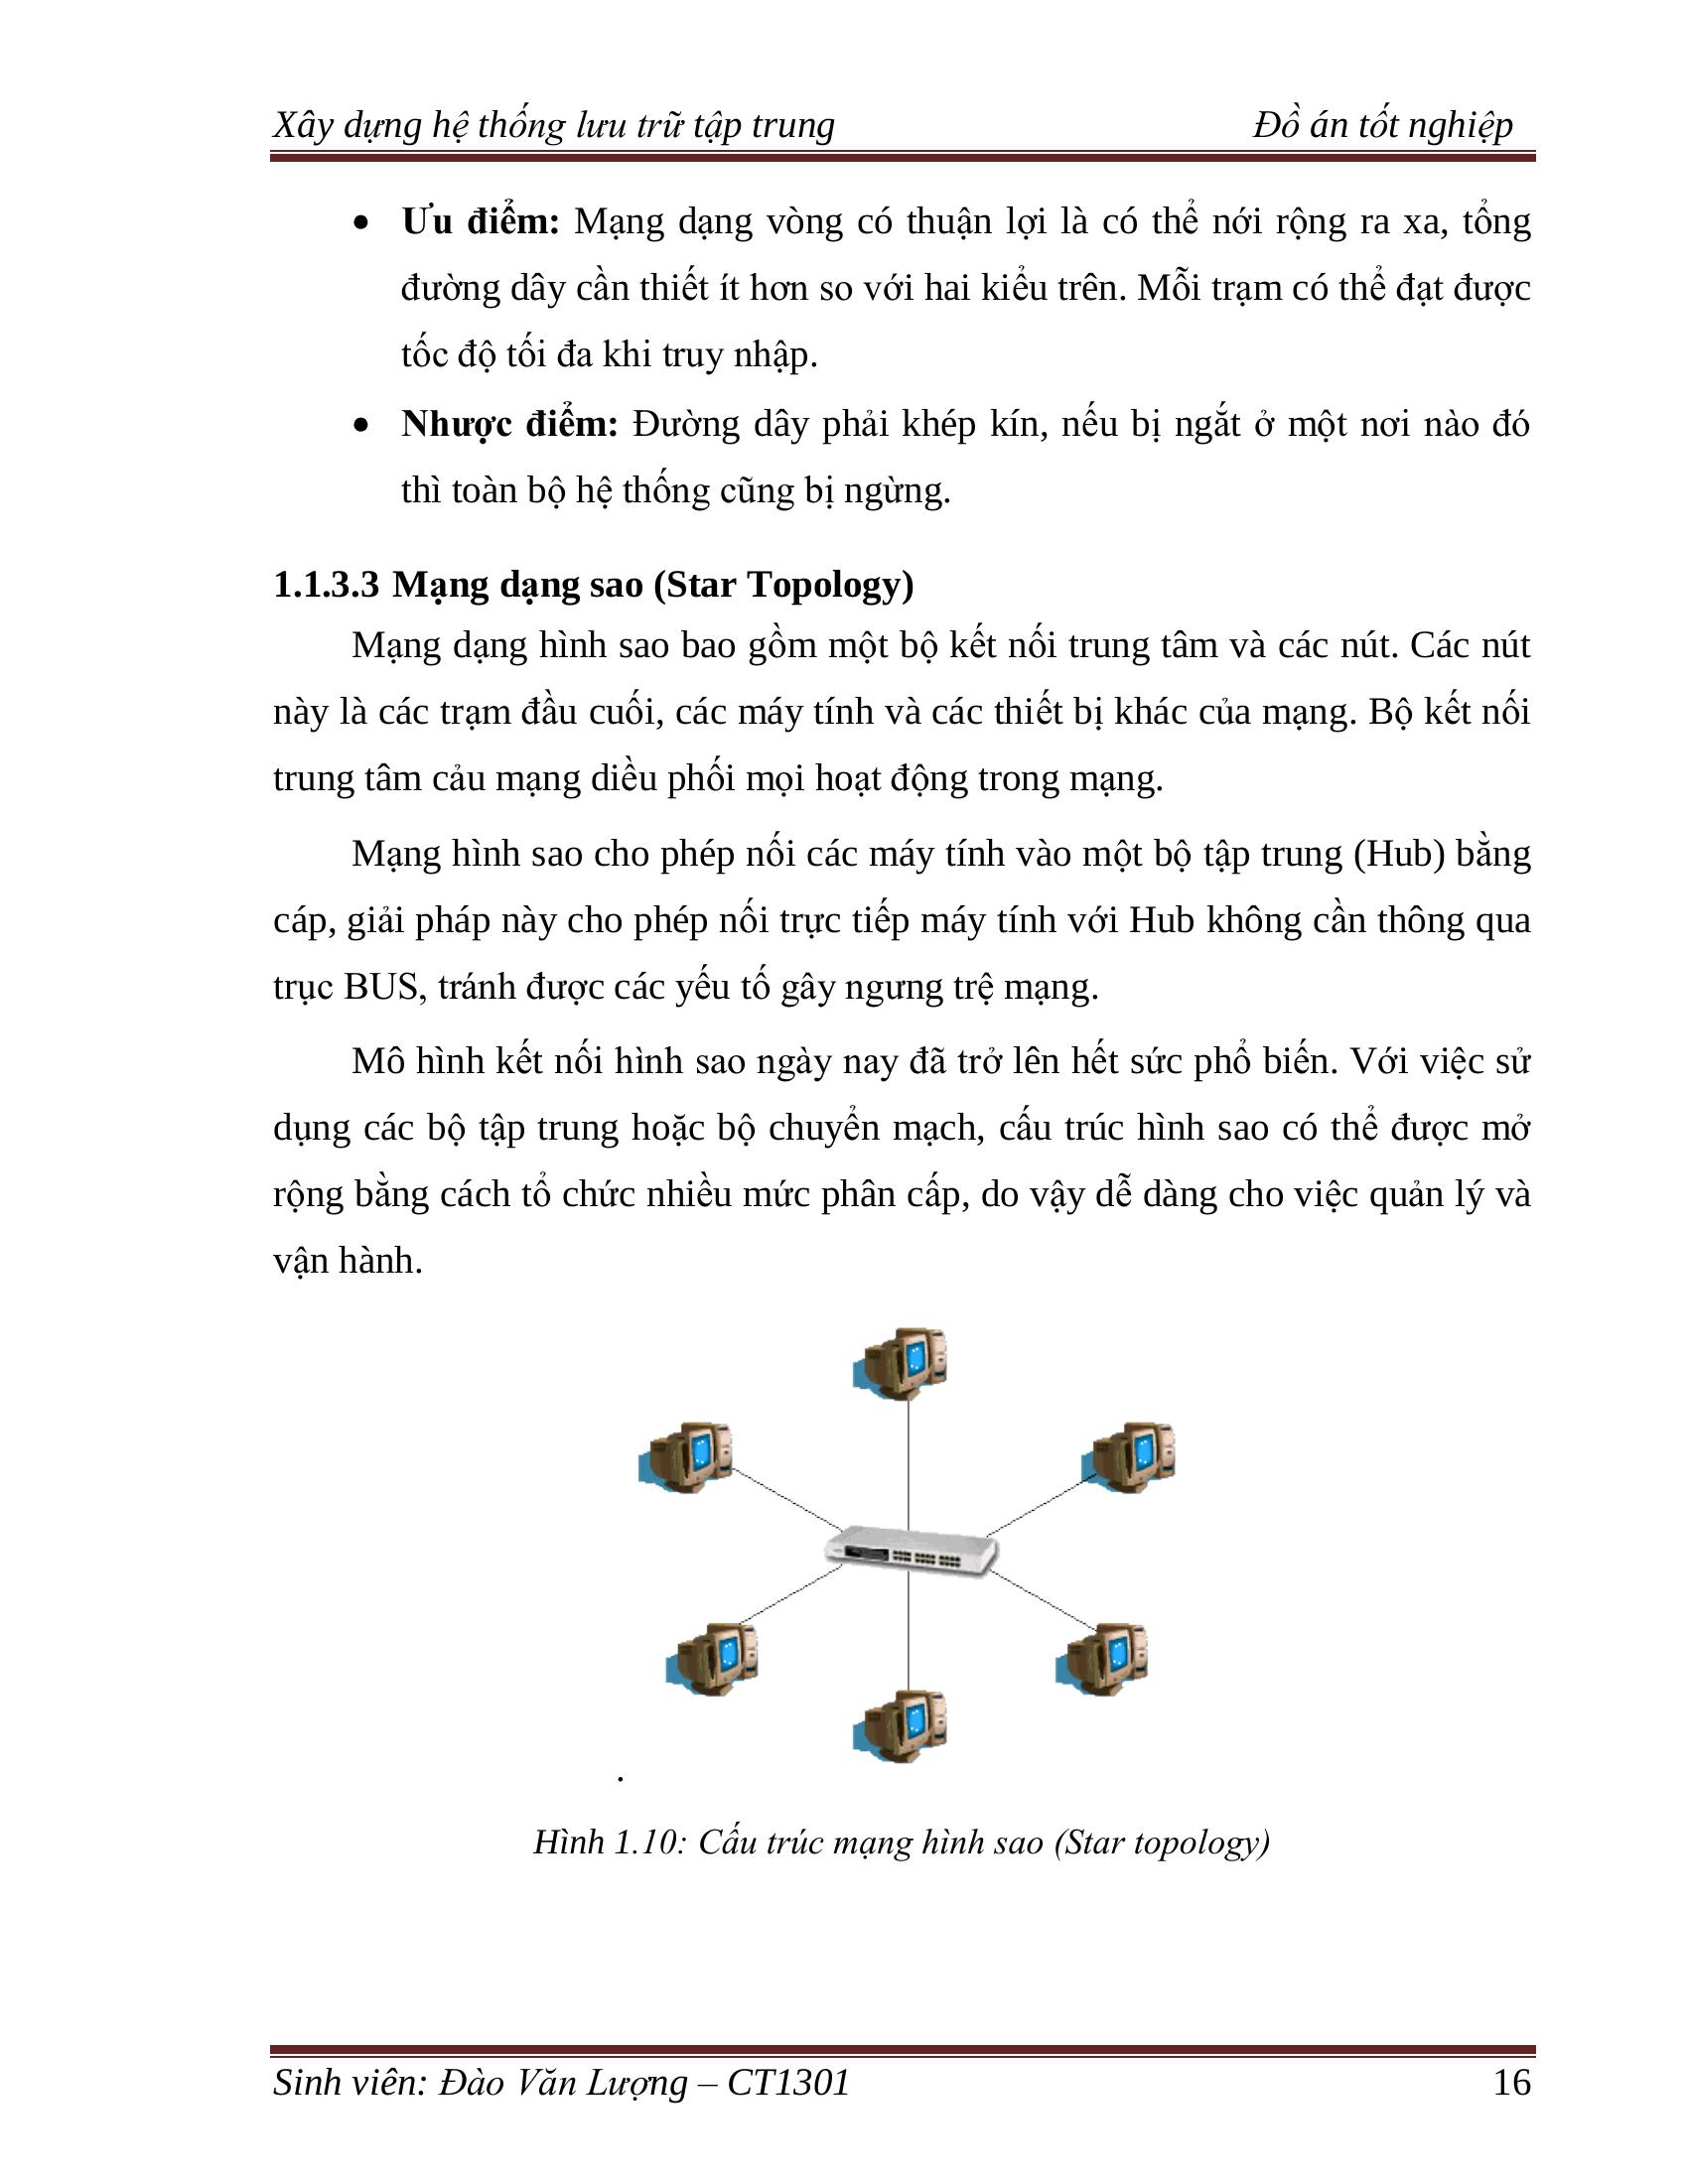 Xây dựng hệ thống lưu trữ tập trung Đồ án tốt nghiệp
• Ưu điểm: Mạng dạng vòng có thuận lợi là có thể nới rộng ra xa, tổng
đường dây cần thiết ít hơn so với hai kiểu trên. Mỗi trạm có thể đạt được
tốc độ tối đa khi truy nhập.
• Nhược điểm: Đường dây phải khép kín, nếu bị ngắt ở một nơi nào đó
thì toàn bộ hệ thống cũng bị ngừng.
1.1.3.3 Mạng dạng sao (Star Topology)
Mạng dạng hình sao bao gồm một bộ kết nối trung tâm và các nút. Các nút
này là các trạm đầu cuối, các máy tính và các thiết bị khác của mạng. Bộ kết nối
trung tâm cảu mạng diều phối mọi hoạt động trong mạng.
Mạng hình sao cho phép nối các máy tính vào một bộ tập trung (Hub) bằng
cáp, giải pháp này cho phép nối trực tiếp máy tính với Hub không cần thông qua
trục BUS, tránh được các yếu tố gây ngưng trệ mạng.
Mô hình kết nối hình sao ngày nay đã trở lên hết sức phổ biến. Với việc sử
dụng các bộ tập trung hoặc bộ chuyển mạch, cấu trúc hình sao có thể được mở
rộng bằng cách tổ chức nhiều mức phân cấp, do vậy dễ dàng cho việc quản lý và
vận hành.
.
Hình 1.10: Cấu trúc mạng hình sao (Star topology)
Sinh viên: Đào Văn Lượng – CT1301 16